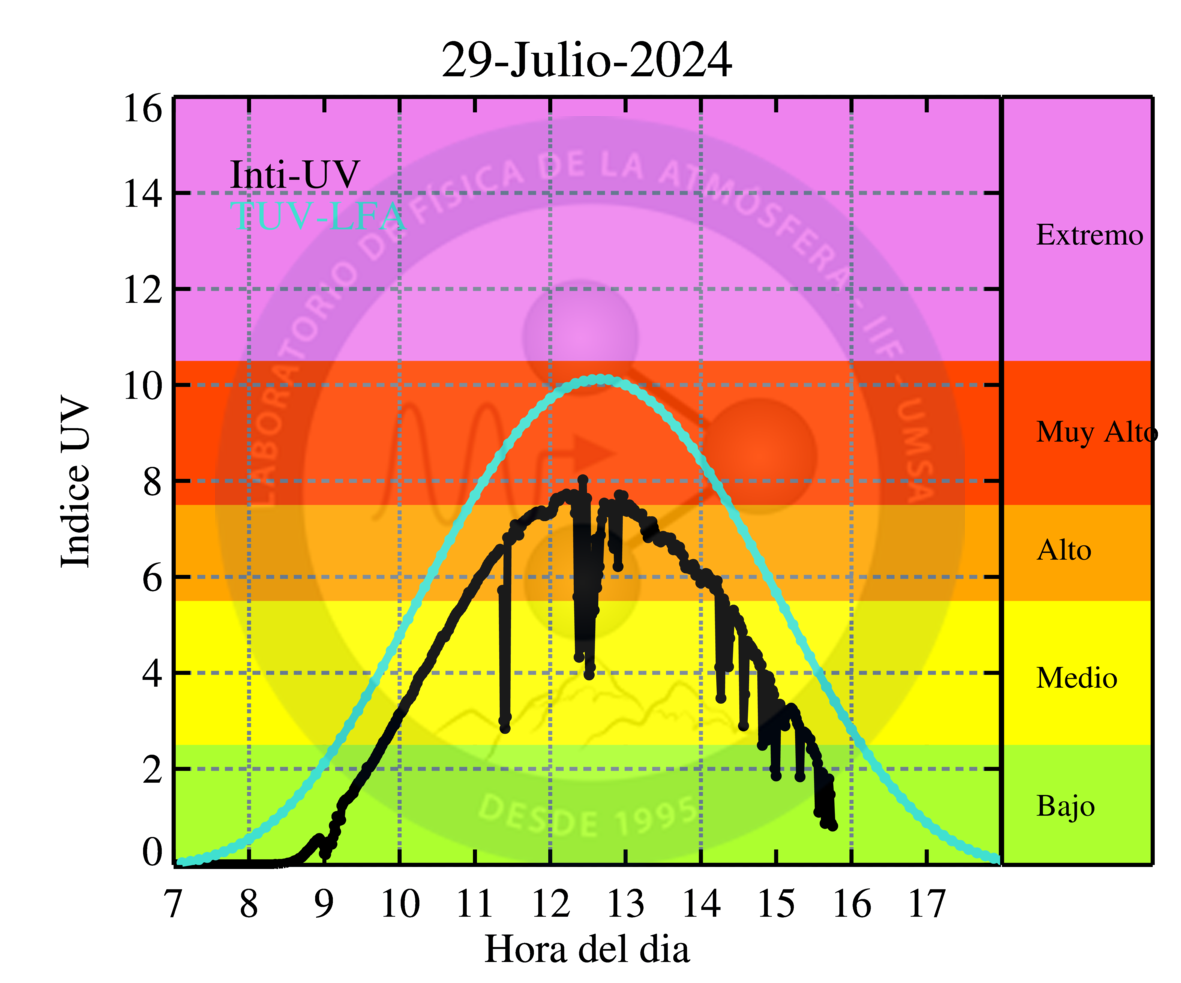 29-Julio-2024
Indice UV
16
14
12
10
8
6
4
2
0
Inti-UV
TUV-LFA
LABORATORIO DE FÍSICA DE LA ATMÓSFERA - IIF - UMSA
DESDE 1995
Extremo
Muy Alto
Alto
Medio
Bajo
7 8 9 10 11 12 13 14 15 16 17
Hora del dia